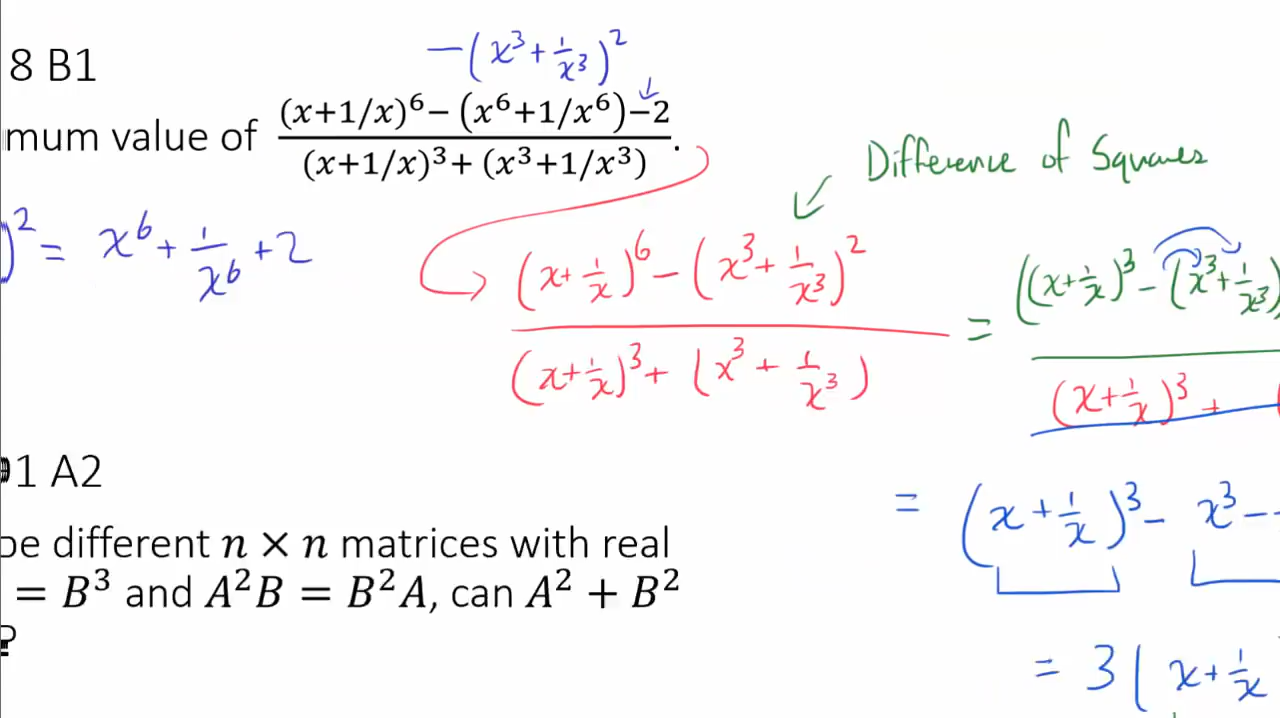 8 B1
−(x³ + 1/x³)²
mum value of (x+1/x)⁶− (x⁶+1/x⁶)−2 / (x+1/x)³+ (x³+1/x³) .
Difference of Squares
)² = x⁶ + 1/x⁶ + 2
(x + 1/x)⁶ − (x³ + 1/x³)² / (x + 1/x)³ + (x³ + 1/x³)
= ((x + 1/x)³ − (x³ + 1/x³) / (x + 1/x)³ + (
1 A2
= (x + 1/x)³ − x³ −
be different n × n matrices with real
= B³ and A²B = B²A, can A² + B²
?
= 3(x + 1/x